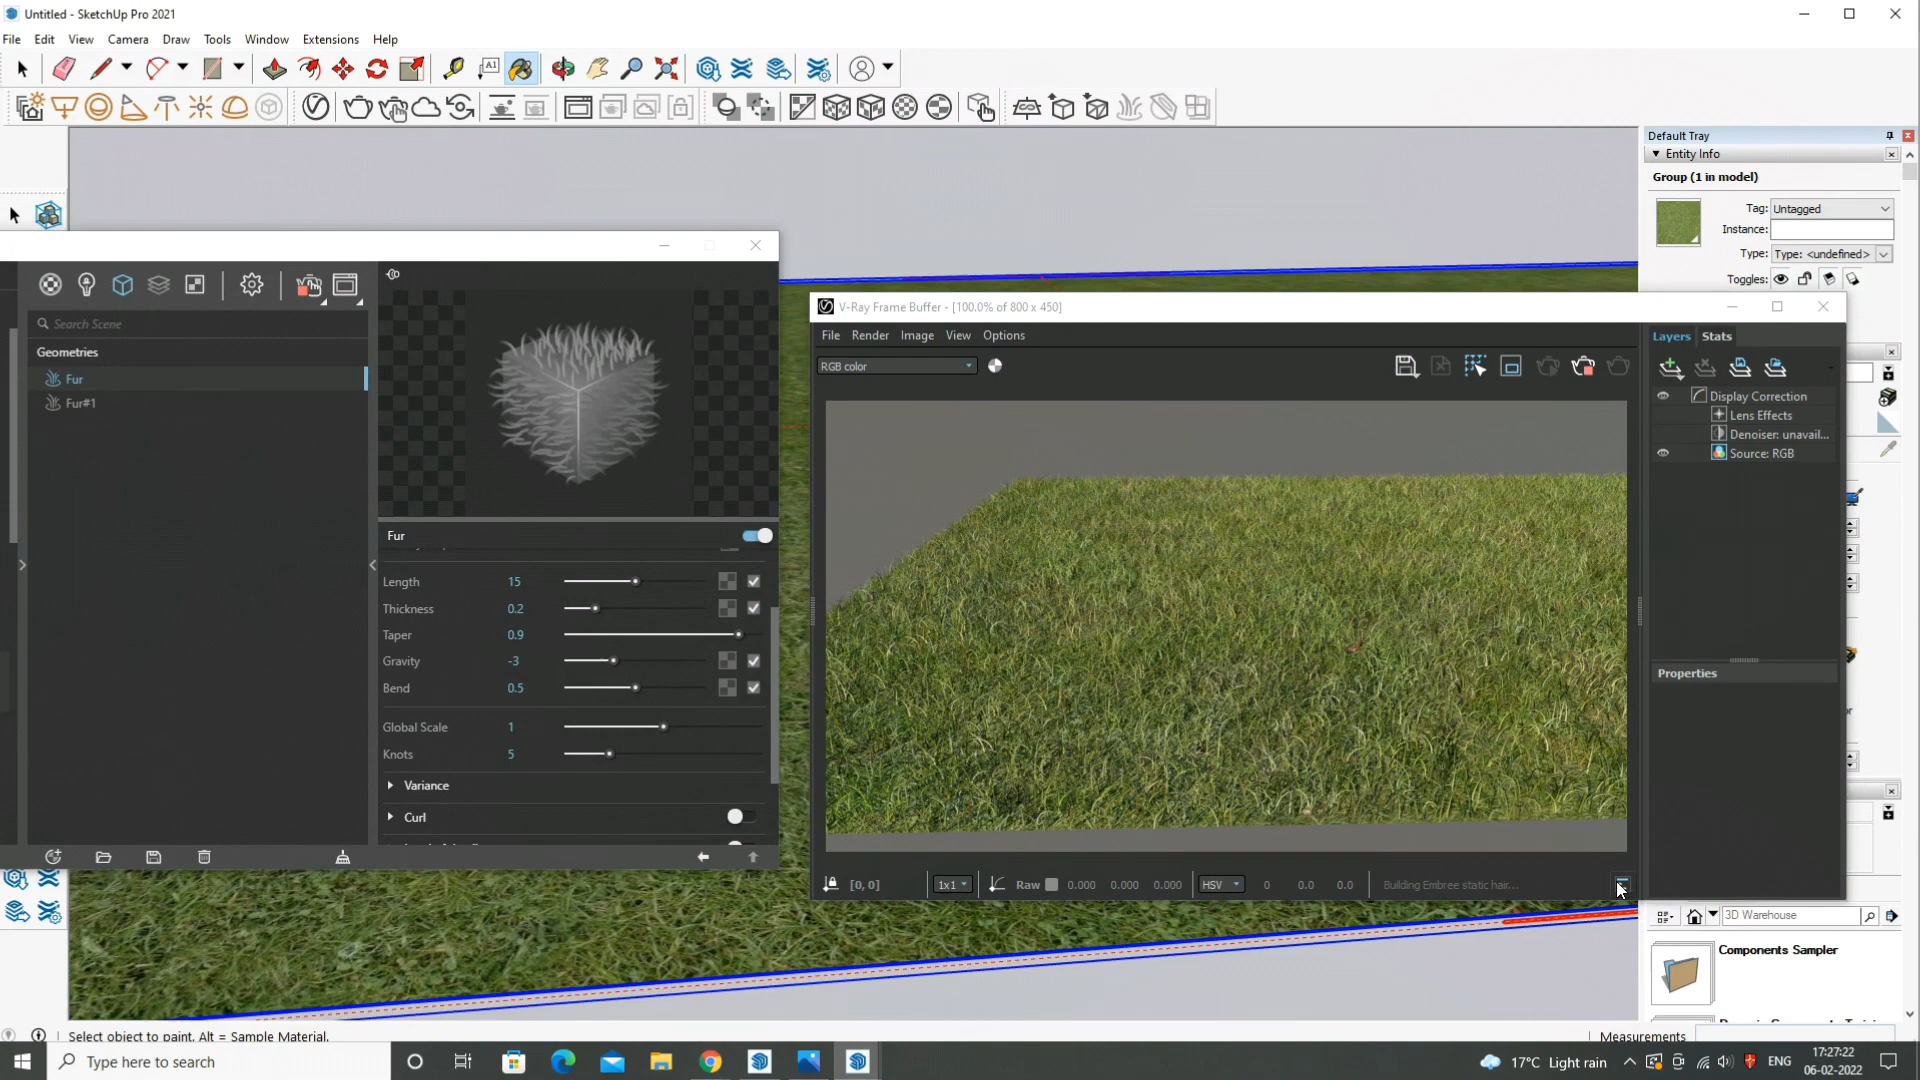 Untitled - SketchUp Pro 2021
File Edit View Camera Draw Tools Window Extensions Help
Default Tray
Entity Info
Group (1 in model)
Tag: Untagged
Instance:
Type: Type: <undefined>
Toggles:
Search Scene
Geometries
Fur
Fur#1
Fur
Length 15
Thickness 0.2
Taper 0.9
Gravity -3
Bend 0.5
Global Scale 1
Knots 5
Variance
Curl
V-Ray Frame Buffer - [100.0% of 800 x 450]
File Render Image View Options
RGB color
Layers Stats
Display Correction
Lens Effects
Denoiser: unavail...
Source: RGB
Properties
[0, 0] 1x1 Raw 0.000 0.000 0.000 HSV 0 0.0 0.0 Building Embree static hair...
3D Warehouse
Components Sampler
Select object to paint. Alt = Sample Material.
Measurements
Type here to search
17°C Light rain
ENG
17:27:22
06-02-2022